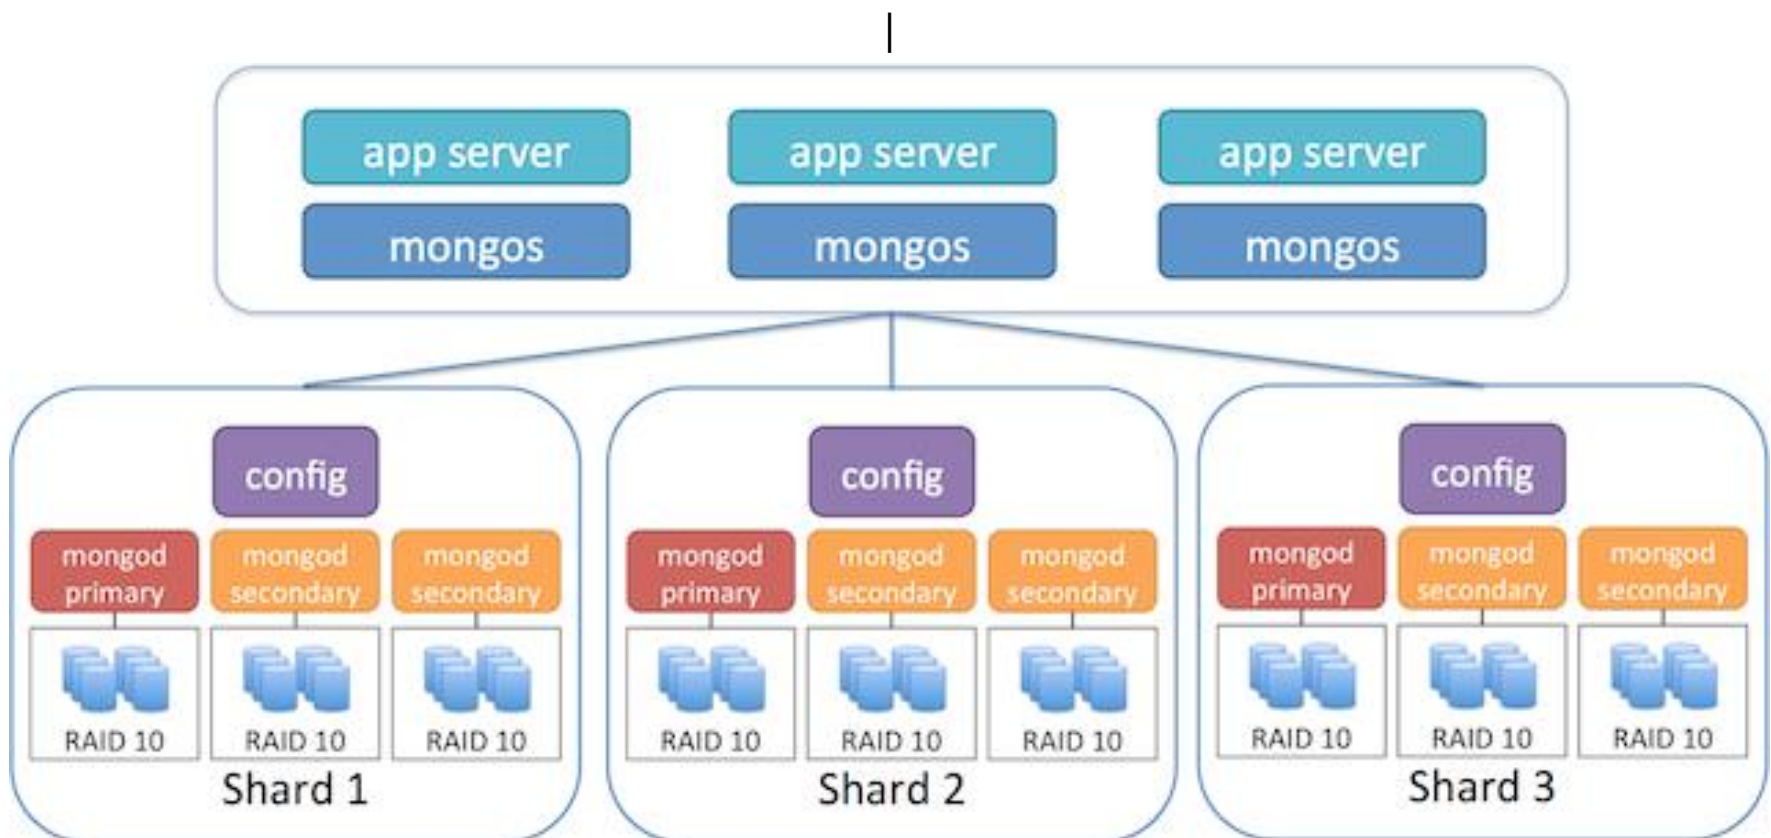 app server
app server
app server
mongos
mongos
mongos
config
config
config
mongod
primary
mongod
secondary
mongod
secondary
mongod
primary
mongod
secondary
mongod
secondary
mongod
primary
mongod
secondary
mongod
secondary
RAID 10
RAID 10
RAID 10
RAID 10
RAID 10
RAID 10
RAID 10
RAID 10
RAID 10
Shard 1
Shard 2
Shard 3